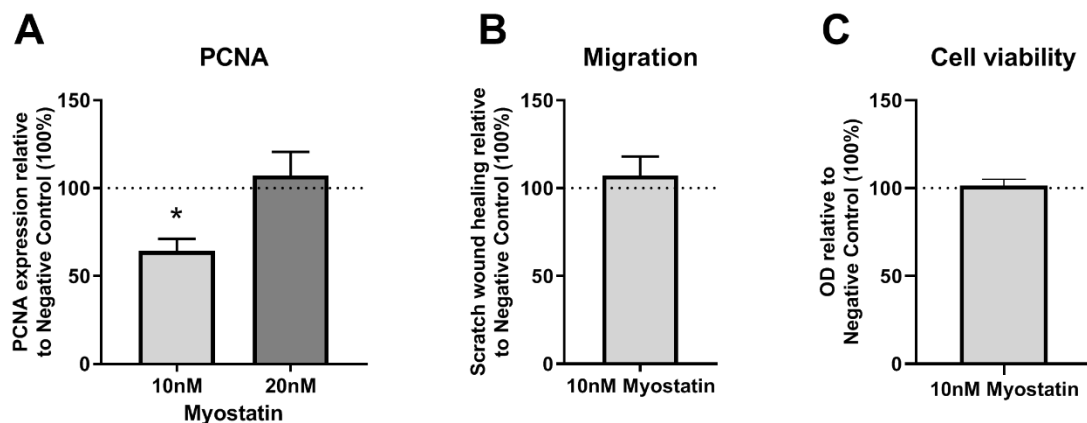 A
PCNA
PCNA expression relative
to Negative Control (100%)
150
100
50
0
*
10nM
20nM
Myostatin
B
Migration
Scratch wound healing relative
to Negative Control (100%)
150
100
50
0
10nM Myostatin
C
Cell viability
OD relative to
Negative Control (100%)
150
100
50
0
10nM Myostatin